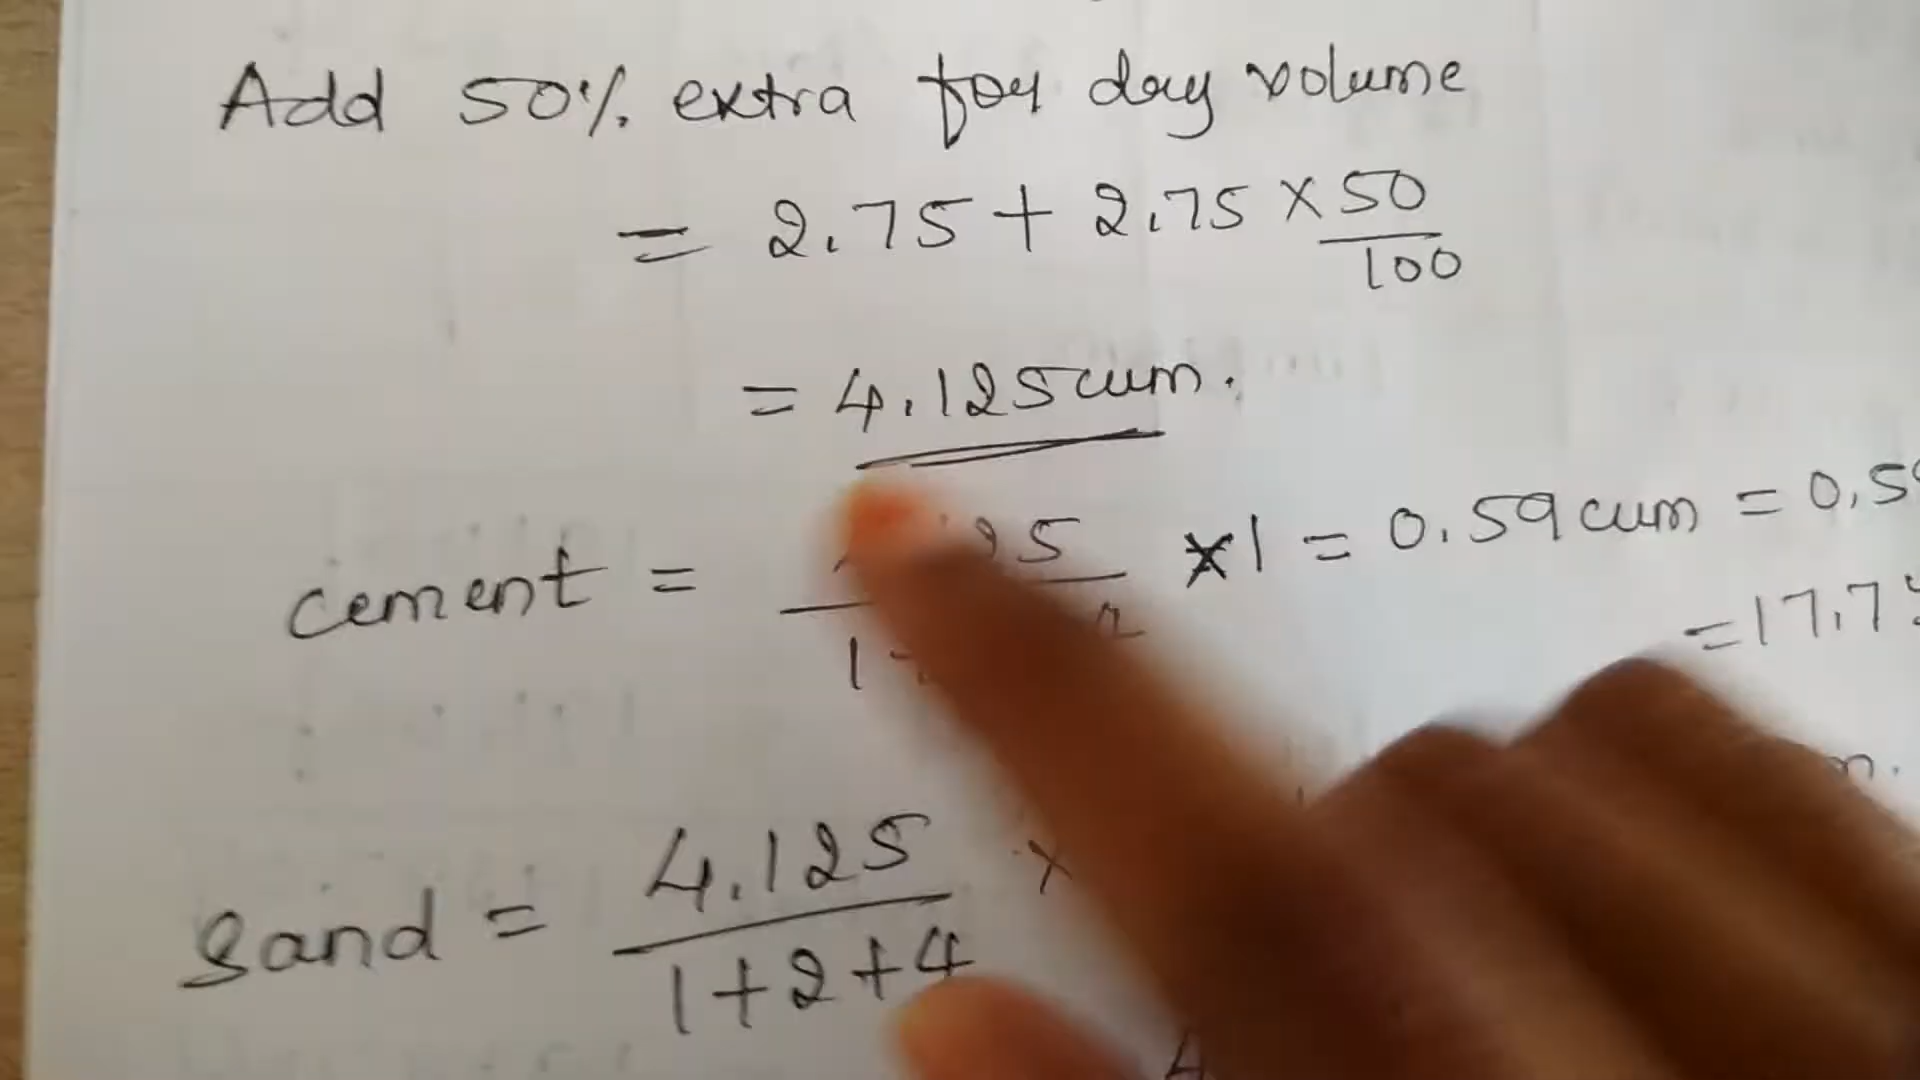 Add 50% extra for dry volume
= 2.75 + 2.75 × 50
100
= 4.125 cum.
cement = × 1 = 0.59 cum = 0.5
= 17.7
Sand = 4.125 ×
1+2+4